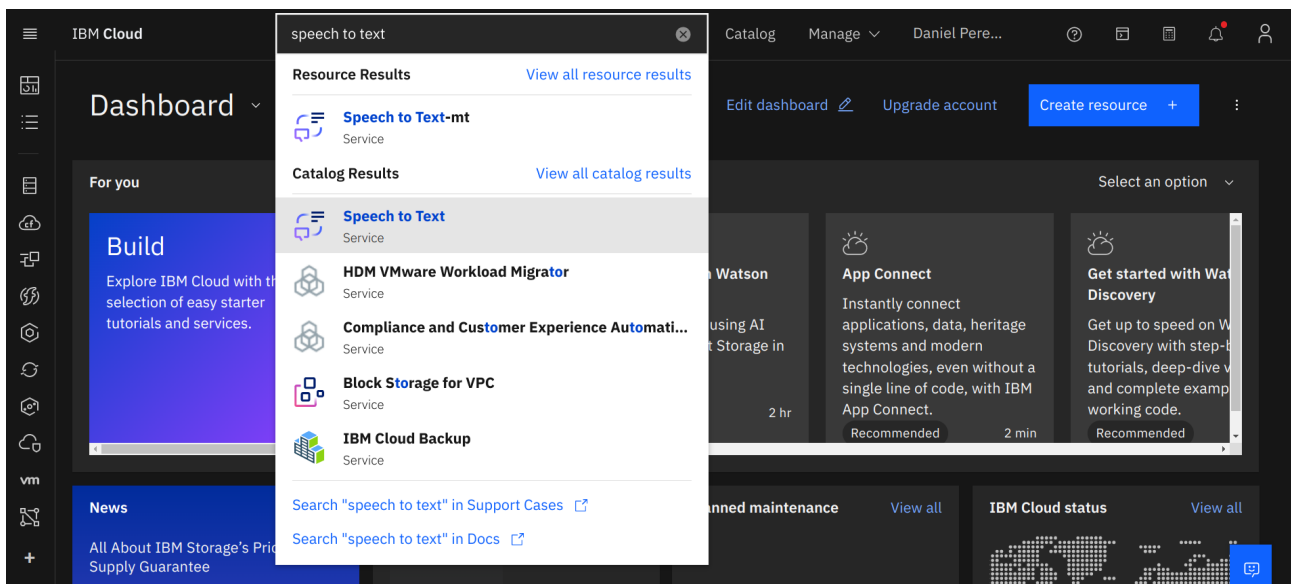 IBM Cloud
speech to text
Catalog
Manage
Daniel Pere...
Dashboard
Edit dashboard
Upgrade account
Create resource +
Resource Results
View all resource results
Speech to Text-mt
Service
Catalog Results
View all catalog results
Speech to Text
Service
HDM VMware Workload Migrator
Service
Compliance and Customer Experience Automati...
Service
Block Storage for VPC
Service
IBM Cloud Backup
Service
Search "speech to text" in Support Cases
Search "speech to text" in Docs
For you
Select an option
Build
Explore IBM Cloud with th
selection of easy starter
tutorials and services.
Watson
using AI
t Storage in
2 hr
App Connect
Instantly connect
applications, data, heritage
systems and modern
technologies, even without a
single line of code, with IBM
App Connect.
Recommended
2 min
Get started with Wat
Discovery
Get up to speed on W
Discovery with step-b
tutorials, deep-dive v
and complete examp
working code.
Recommended
cf
vm
News
All About IBM Storage's Pric
Supply Guarantee
anned maintenance
View all
IBM Cloud status
View all